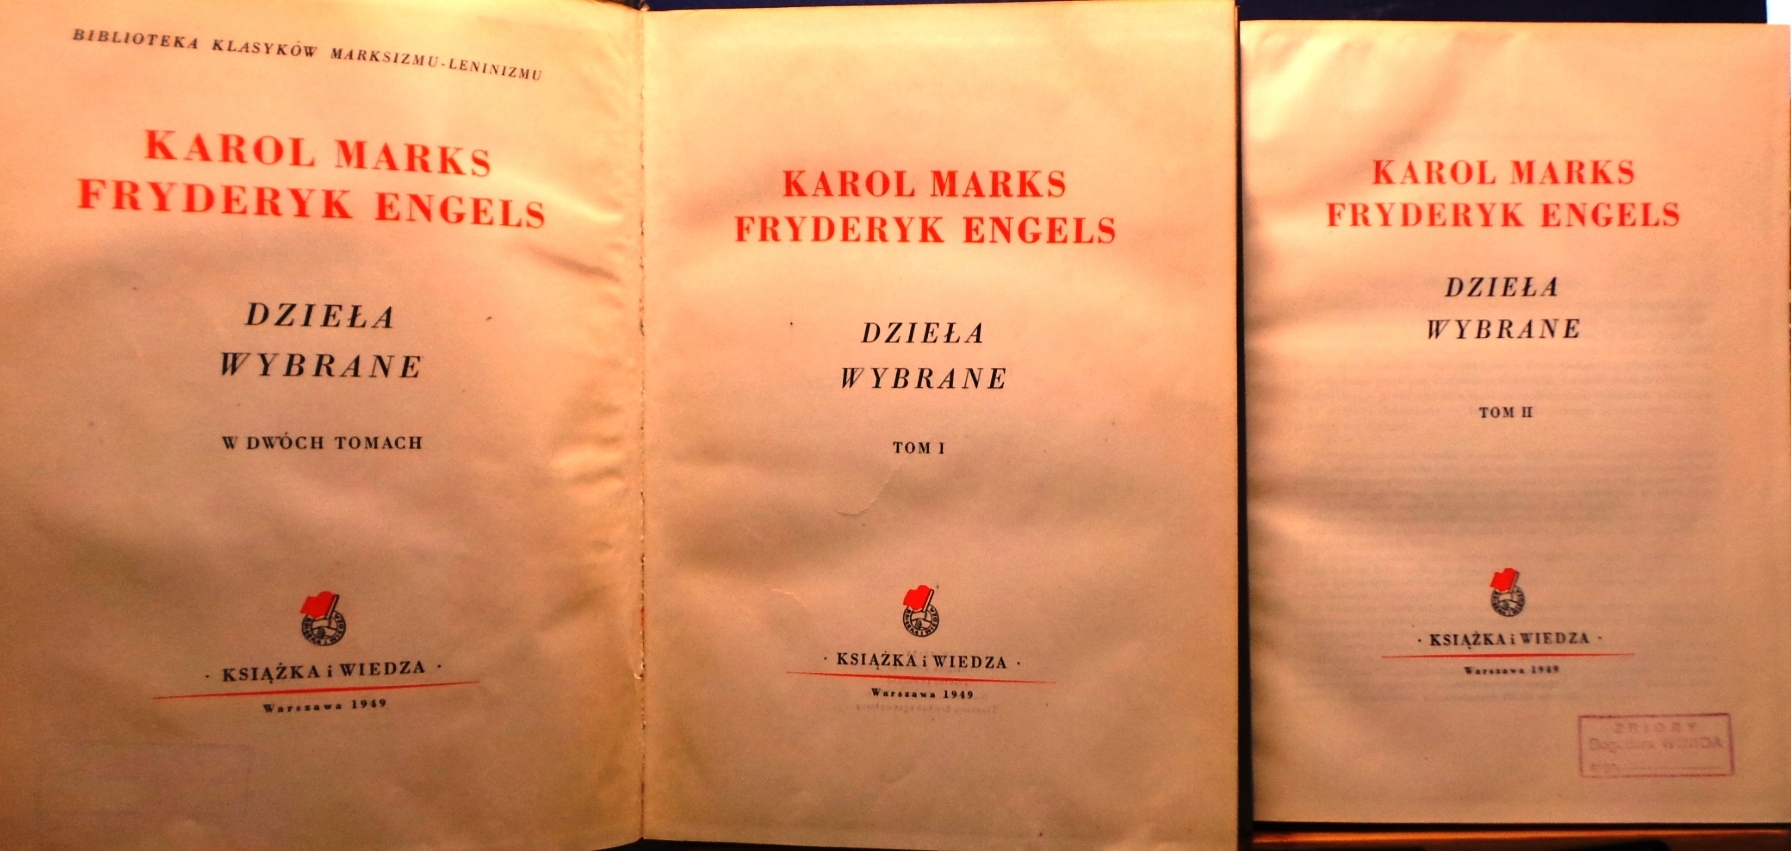 BIBLIOTEKA KLASYKÓW MARKSIZMU-LENINIZMU
KAROL MARKS
FRYDERYK ENGELS
DZIEŁA
WYBRANE
W DWÓCH TOMACH
· KSIĄŻKA i WIEDZA ·
Warszawa 1949
KAROL MARKS
FRYDERYK ENGELS
DZIEŁA
WYBRANE
TOM I
· KSIĄŻKA i WIEDZA ·
Warszawa 1949
KAROL MARKS
FRYDERYK ENGELS
DZIEŁA
WYBRANE
TOM II
· KSIĄŻKA i WIEDZA ·
Warszawa 1949
ZBIORY